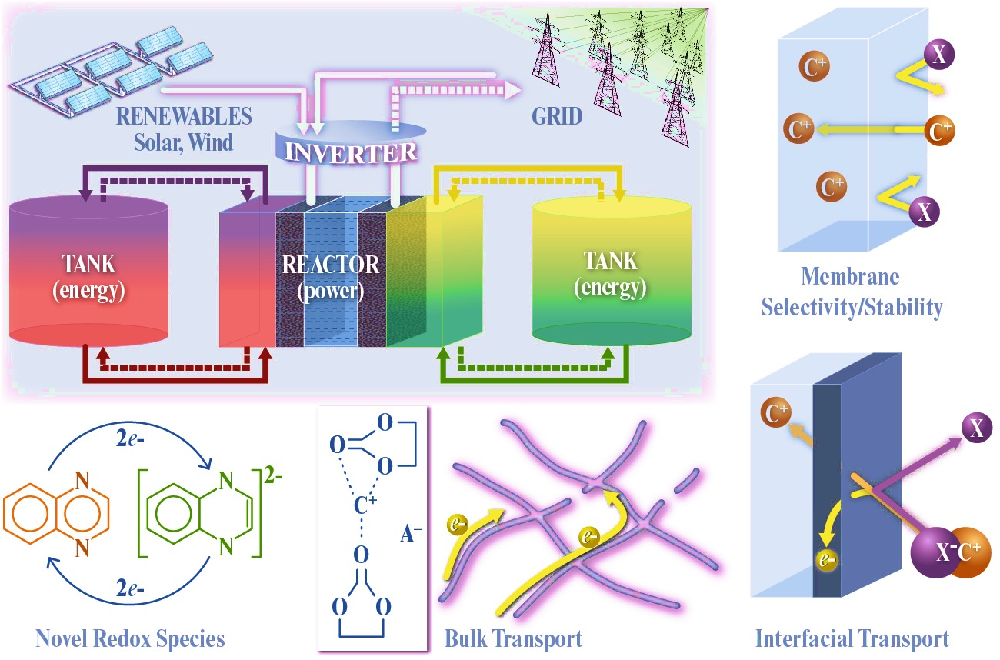 RENEWABLES
Solar, Wind
GRID
INVERTER
TANK
(energy)
REACTOR
(power)
TANK
(energy)
C⁺
X
C⁺
C⁺
C⁺
X
Membrane
Selectivity/Stability
2e-
N
N
N
N
2-
2e-
Novel Redox Species
O
O
O
C⁺
A⁻
O
O
O
e-
e-
Bulk Transport
C⁺
X
e-
X⁻C⁺
Interfacial Transport